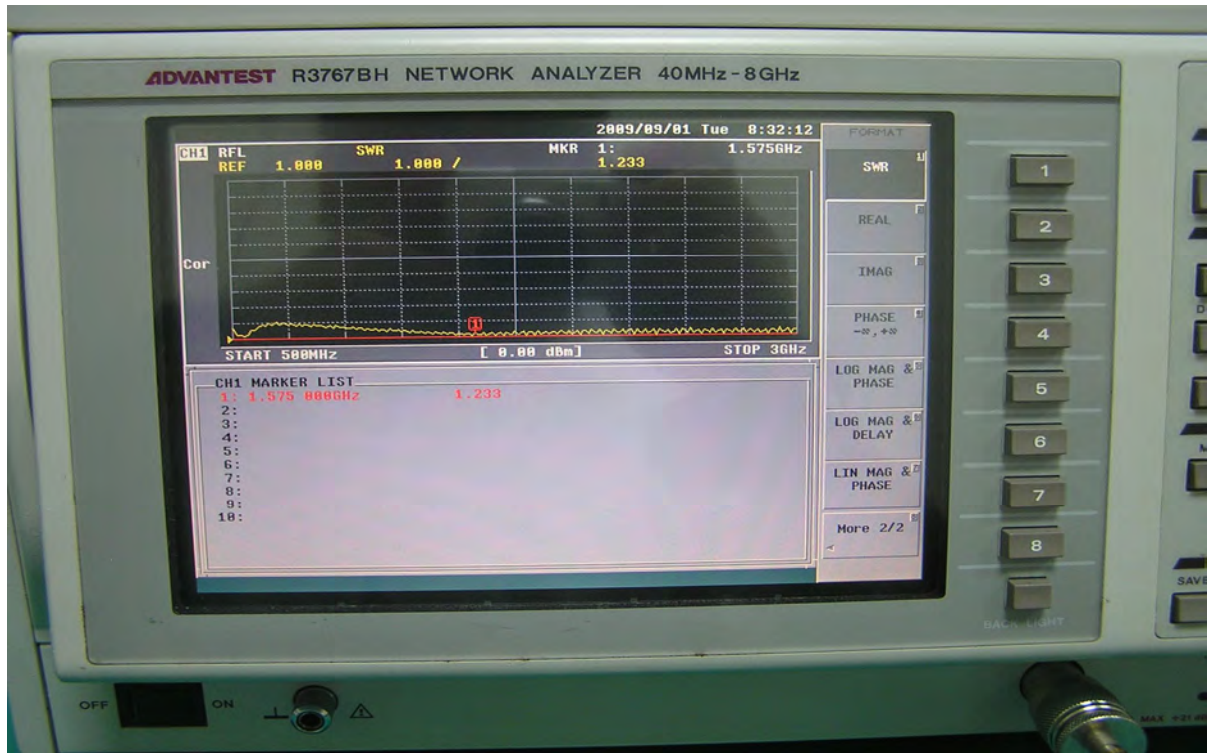 ADVANTEST R3767BH NETWORK ANALYZER 40MHz-8GHz
2009/09/01 Tue 8:32:12
CH1 RFL SWR MKR 1: 1.575GHz
REF 1.000 1.000 / 1.233
Cor
1
START 500MHz [ 0.00 dBm] STOP 3GHz
CH1 MARKER LIST
1: 1.575 000GHz 1.233
2:
3:
4:
5:
6:
7:
8:
9:
10:
FORMAT
SWR
REAL
IMAG
PHASE
-∞,+∞
LOG MAG &
PHASE
LOG MAG &
DELAY
LIN MAG &
PHASE
More 2/2
1
2
3
4
5
6
7
8
BACK LIGHT
SAVE
OFF
ON
MAX +21 dB